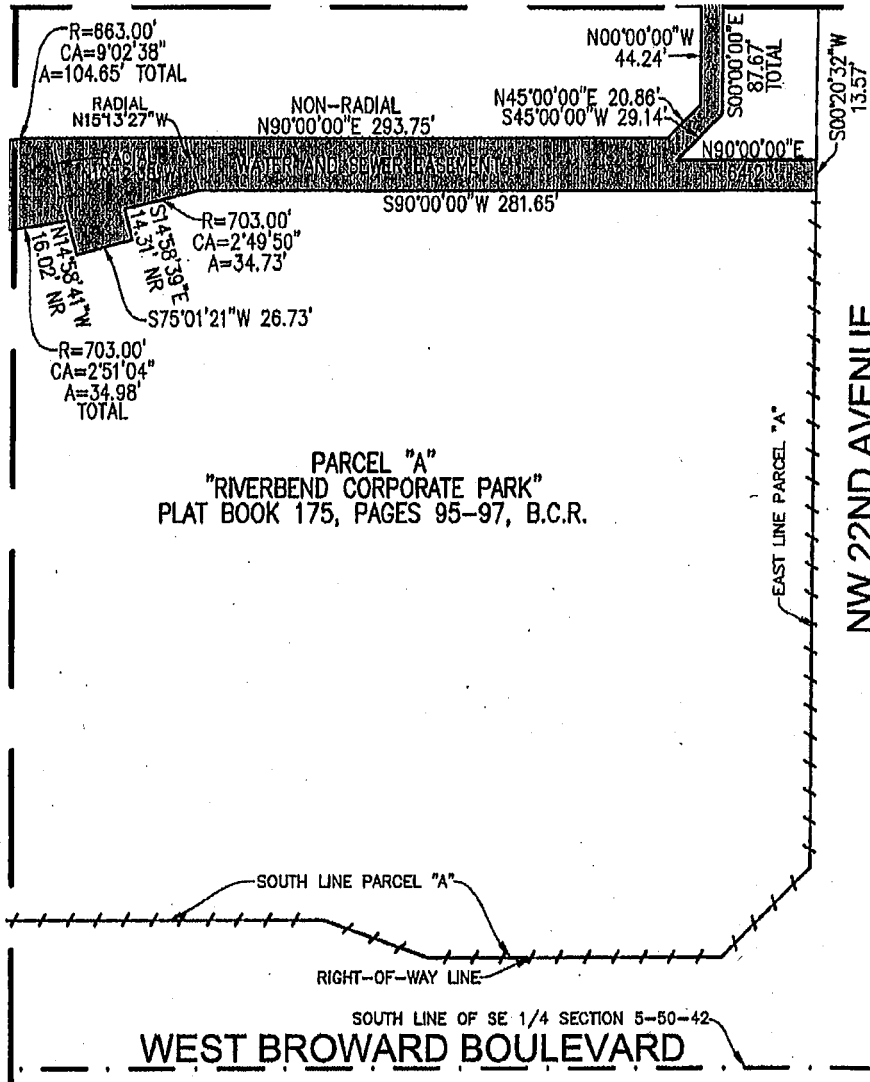 R=663.00'
CA=9°02'38"
A=104.65' TOTAL
RADIAL
N15°13'27"W
NON-RADIAL
N90°00'00"E 293.75'
N00°00'00"W
44.24'
N45°00'00"E 20.86'
S45°00'00"W 29.14'
S00°00'00"E
87.67'
TOTAL
S00°20'32"W
13.57'
N90°00'00"E
RADIAL
WATER AND SEWER EASEMENT
S90°00'00"W 281.65'
R=703.00'
CA=2°49'50"
A=34.73'
S14°58'39"E
14.31' NR
N14°58'41"W
16.02' NR
S75°01'21"W 26.73'
R=703.00'
CA=2°51'04"
A=34.98'
TOTAL
PARCEL "A"
"RIVERBEND CORPORATE PARK"
PLAT BOOK 175, PAGES 95-97, B.C.R.
EAST LINE PARCEL "A"
NW 22ND AVENUE
SOUTH LINE PARCEL "A"
RIGHT-OF-WAY LINE
SOUTH LINE OF SE 1/4 SECTION 5-50-42
WEST BROWARD BOULEVARD